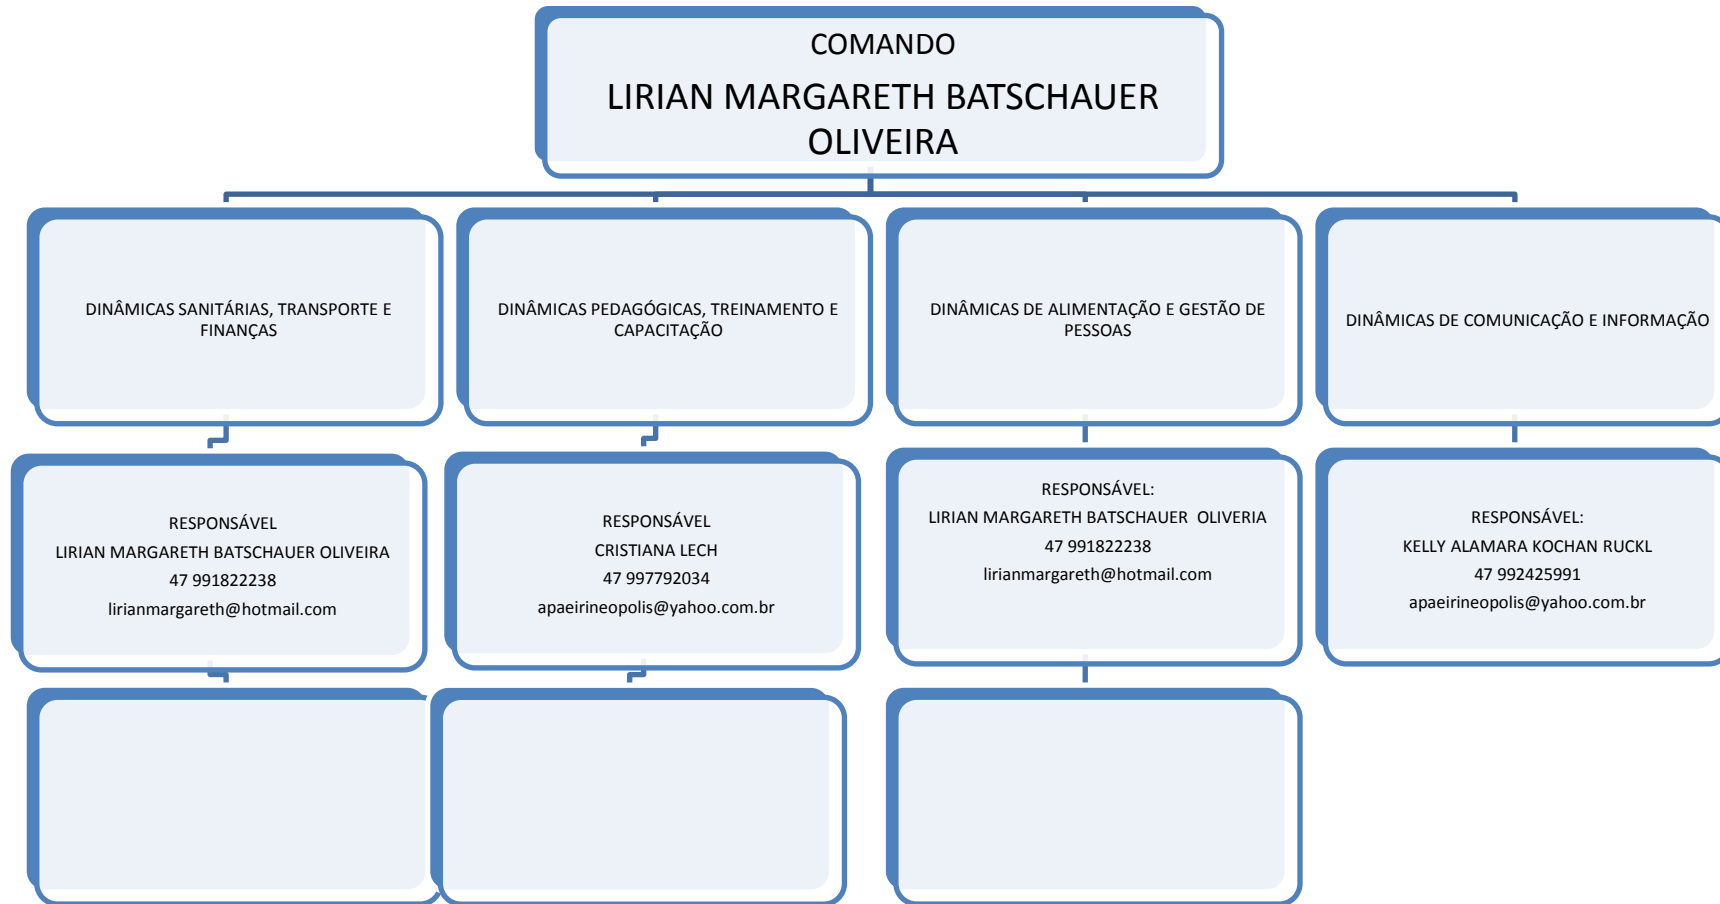 COMANDO
LIRIAN MARGARETH BATSCHAUER
OLIVEIRA
DINÂMICAS SANITÁRIAS, TRANSPORTE E
FINANÇAS
DINÂMICAS PEDAGÓGICAS, TREINAMENTO E
CAPACITAÇÃO
DINÂMICAS DE ALIMENTAÇÃO E GESTÃO DE
PESSOAS
DINÂMICAS DE COMUNICAÇÃO E INFORMAÇÃO
RESPONSÁVEL
LIRIAN MARGARETH BATSCHAUER OLIVEIRA
47 991822238
lirianmargareth@hotmail.com
RESPONSÁVEL
CRISTIANA LECH
47 997792034
apaeirineopolis@yahoo.com.br
RESPONSÁVEL:
LIRIAN MARGARETH BATSCHAUER  OLIVERIA
47 991822238
lirianmargareth@hotmail.com
RESPONSÁVEL:
KELLY ALAMARA KOCHAN RUCKL
47 992425991
apaeirineopolis@yahoo.com.br